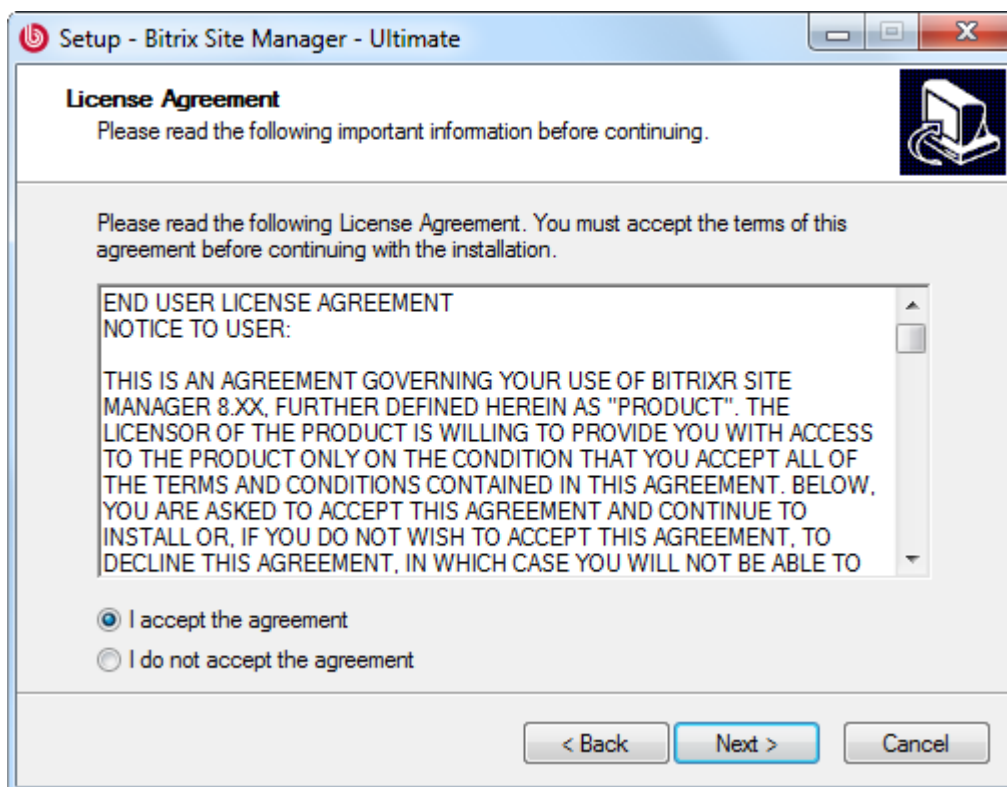 Setup - Bitrix Site Manager - Ultimate
License Agreement
Please read the following important information before continuing.
Please read the following License Agreement. You must accept the terms of this
agreement before continuing with the installation.
END USER LICENSE AGREEMENT
NOTICE TO USER:
THIS IS AN AGREEMENT GOVERNING YOUR USE OF BITRIXR SITE
MANAGER 8.XX, FURTHER DEFINED HEREIN AS "PRODUCT". THE
LICENSOR OF THE PRODUCT IS WILLING TO PROVIDE YOU WITH ACCESS
TO THE PRODUCT ONLY ON THE CONDITION THAT YOU ACCEPT ALL OF
THE TERMS AND CONDITIONS CONTAINED IN THIS AGREEMENT. BELOW,
YOU ARE ASKED TO ACCEPT THIS AGREEMENT AND CONTINUE TO
INSTALL OR, IF YOU DO NOT WISH TO ACCEPT THIS AGREEMENT, TO
DECLINE THIS AGREEMENT, IN WHICH CASE YOU WILL NOT BE ABLE TO
I accept the agreement
I do not accept the agreement
< Back Next > Cancel